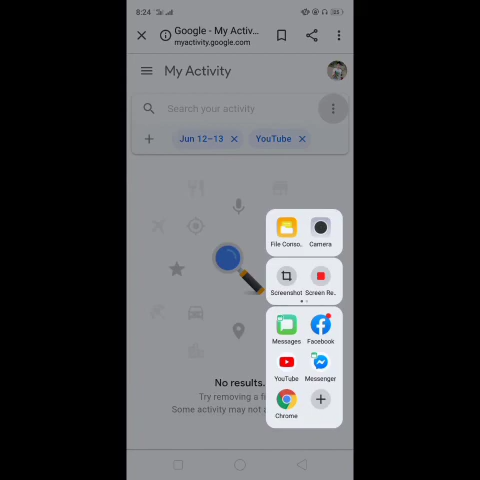 8:24
Google - My Activ...
myactivity.google.com
My Activity
Search your activity
Jun 12–13
YouTube
File Conso..
Camera
Screenshot
Screen Re..
Messages
Facebook
YouTube
Messenger
Chrome
No results.
Try removing a fi
Some activity may not a